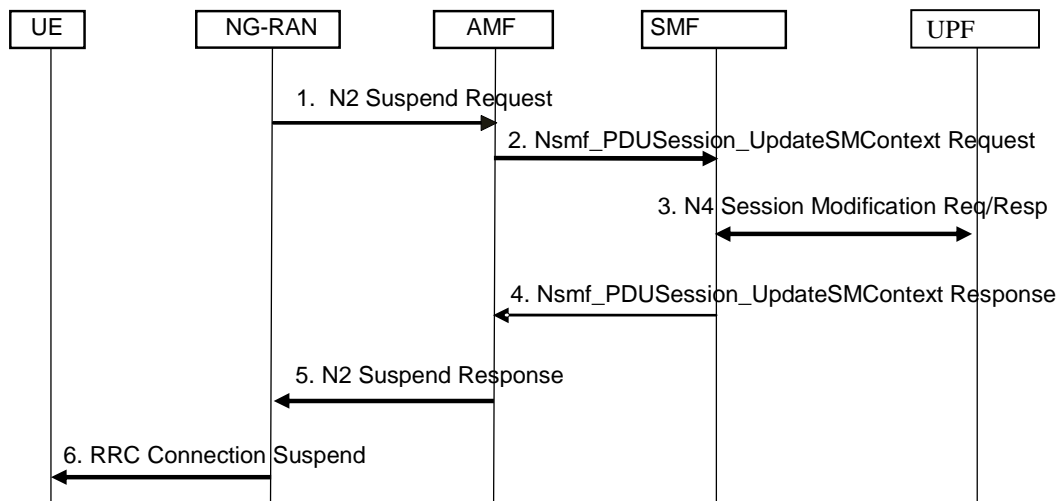 UE
NG-RAN
AMF
SMF
UPF
1. N2 Suspend Request
2. Nsmf_PDUSession_UpdateSMContext Request
3. N4 Session Modification Req/Resp
4. Nsmf_PDUSession_UpdateSMContext Response
5. N2 Suspend Response
6. RRC Connection Suspend